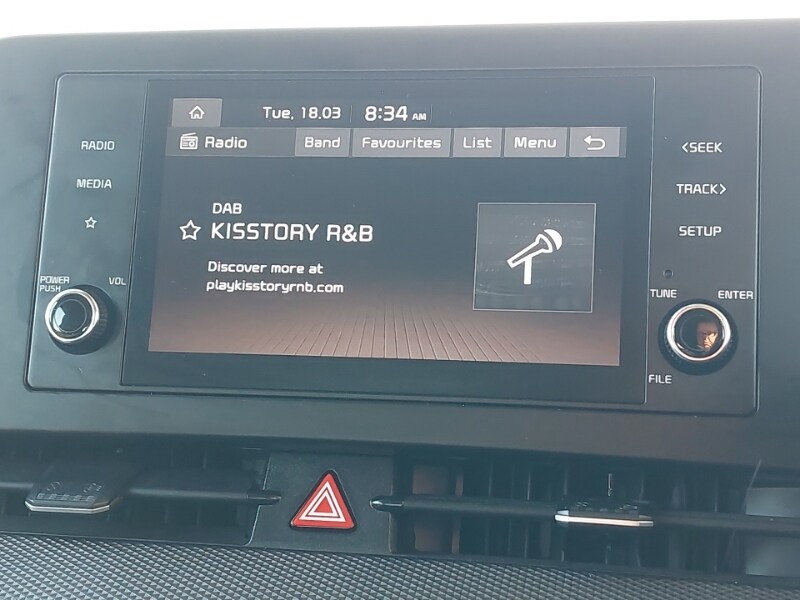 Tue, 18.03 8:34 AM
Radio Band Favourites List Menu
DAB
KISSTORY R&B
Discover more at
playkisstoryrnb.com
RADIO
MEDIA
POWER
PUSH
VOL
<SEEK
TRACK>
SETUP
TUNE
ENTER
FILE